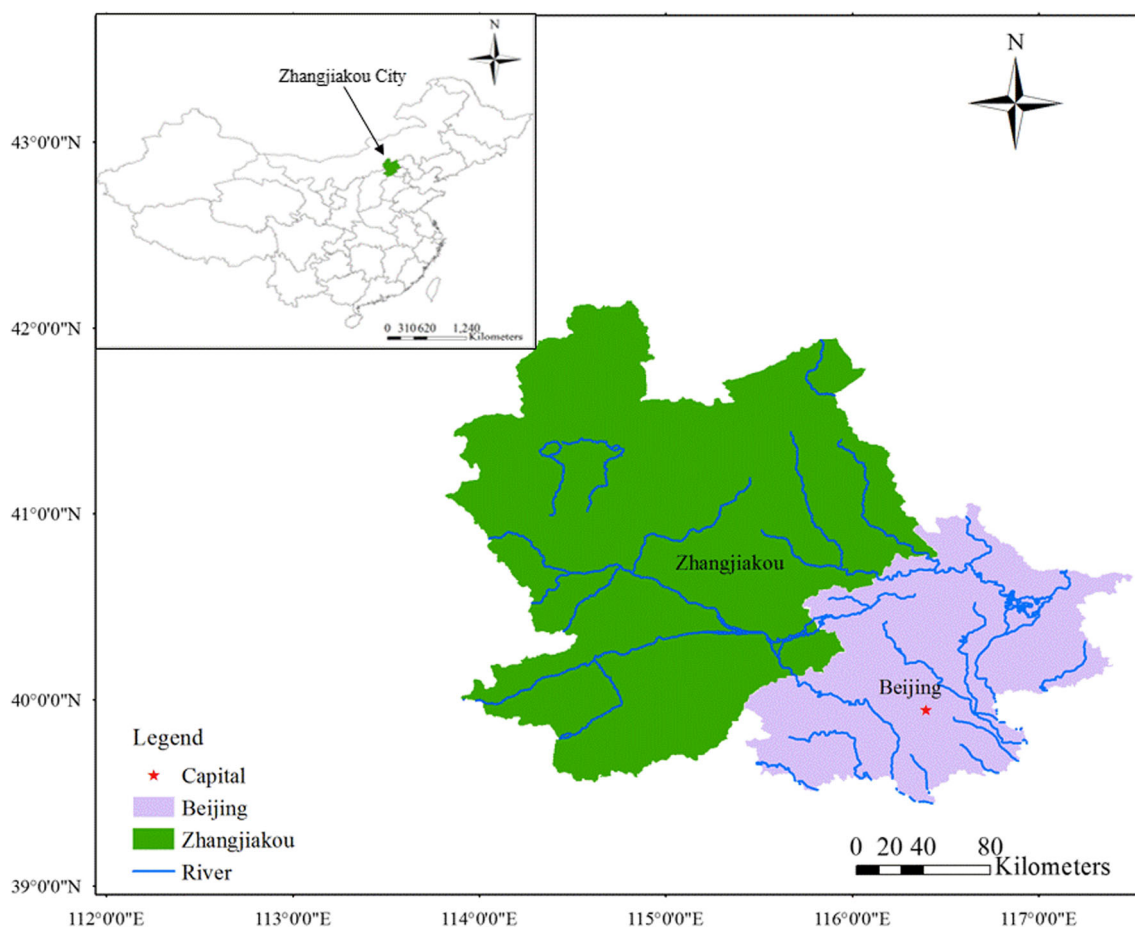 N
Zhangjiakou City
0 310 620 1,240
Kilometers
N
43°0'0"N
42°0'0"N
41°0'0"N
40°0'0"N
39°0'0"N
Zhangjiakou
Beijing
Legend
Capital
Beijing
Zhangjiakou
River
0 20 40 80
Kilometers
112°0'0"E 113°0'0"E 114°0'0"E 115°0'0"E 116°0'0"E 117°0'0"E